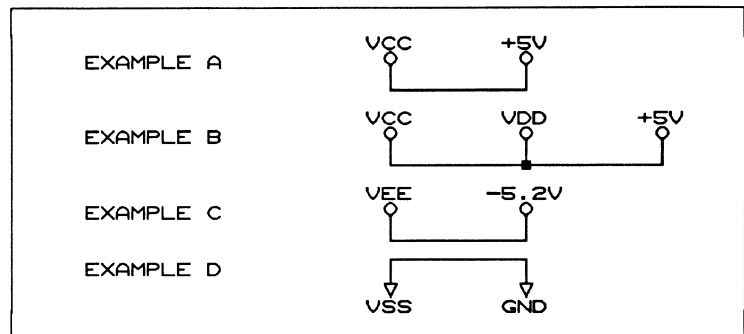 VCC +5V
EXAMPLE A
VCC VDD +5V
EXAMPLE B
VEE -5.2V
EXAMPLE C
EXAMPLE D
VSS GND